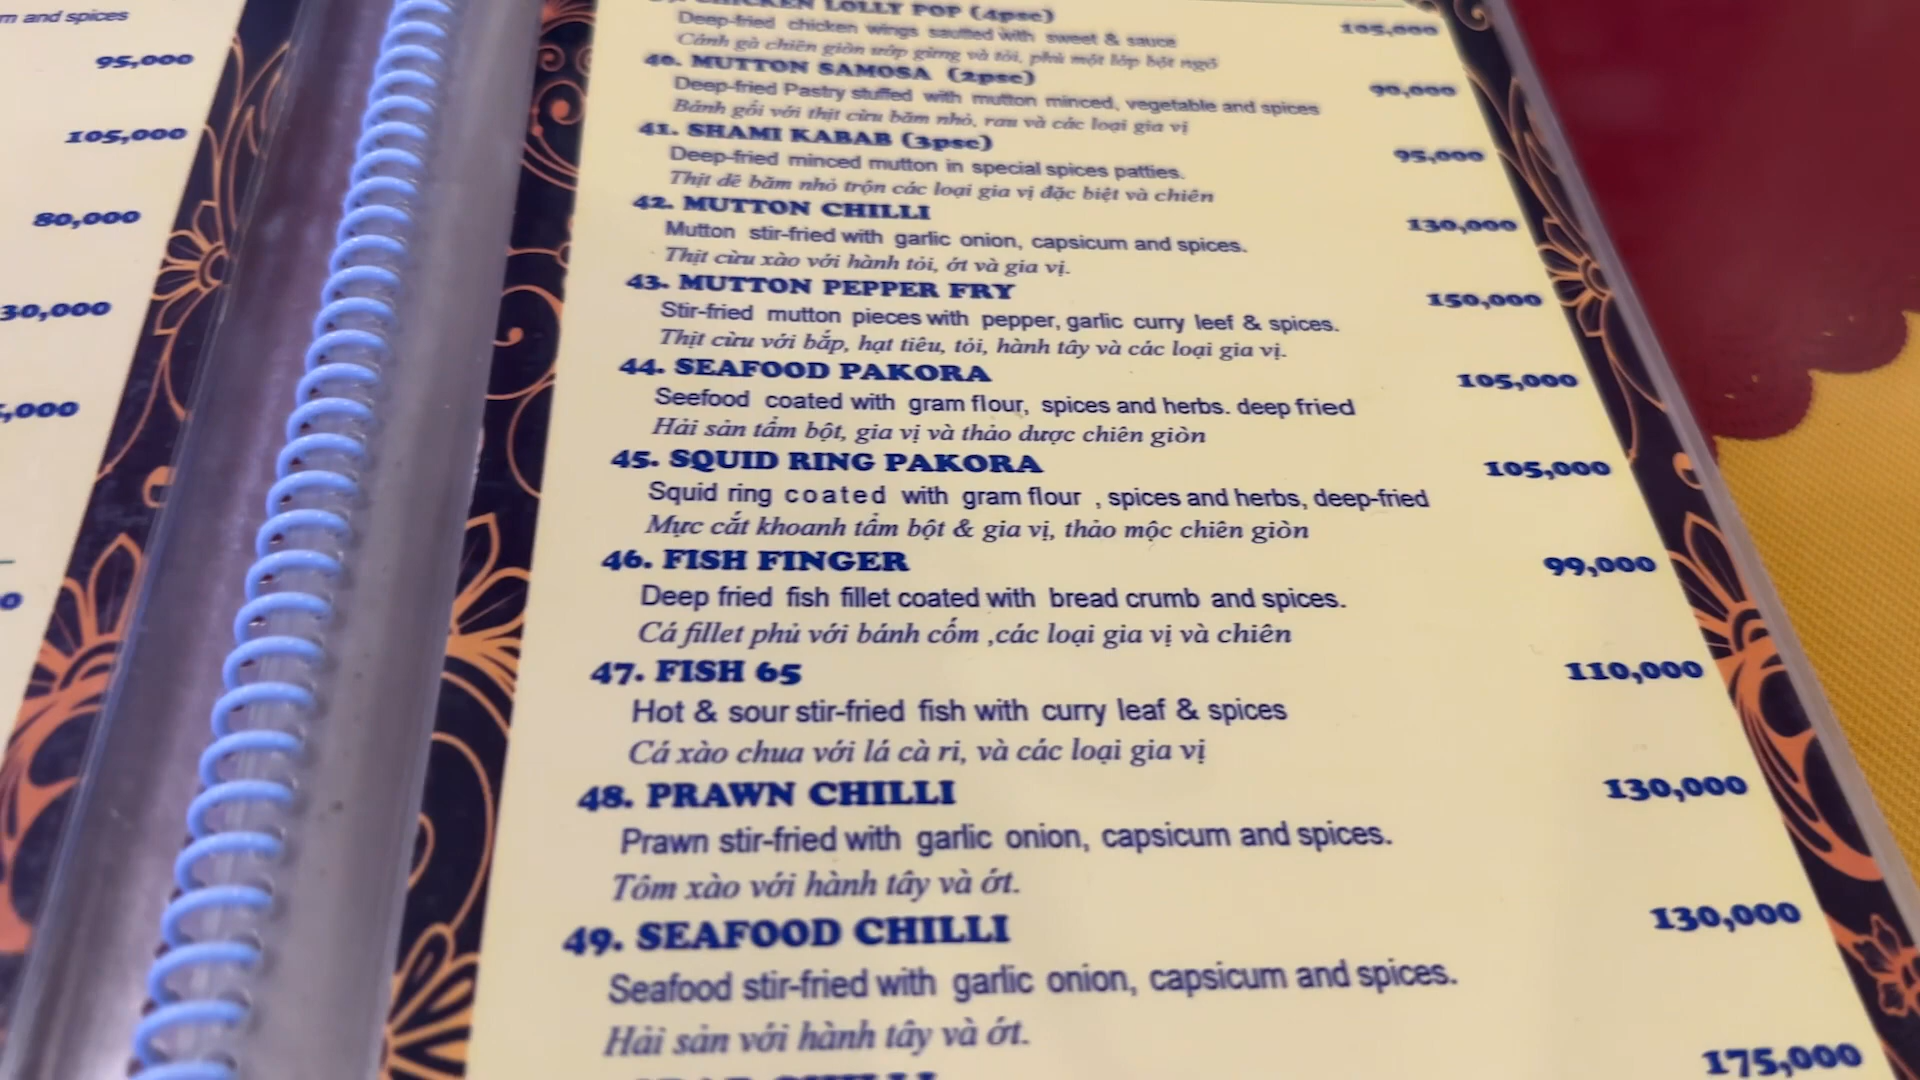 m and spices
95,000
105,000
80,000
30,000
,000
0
CHICKEN LOLLY POP (4psc) 105,000
Deep-fried chicken wings sauffed with sweet & sauce
Cánh gà chiên giòn ướp gừng và tỏi, phủ một lớp bột ngô
40. MUTTON SAMOSA (2psc) 90,000
Deep-fried Pastry stuffed with mutton minced, vegetable and spices
Bánh gối với thịt cừu băm nhỏ, rau và các loại gia vị
41. SHAMI KABAB (3psc) 95,000
Deep-fried minced mutton in special spices patties.
Thịt dê băm nhỏ trộn các loại gia vị đặc biệt và chiên
42. MUTTON CHILLI 130,000
Mutton stir-fried with garlic onion, capsicum and spices.
Thịt cừu xào với hành tỏi, ớt và gia vị.
43. MUTTON PEPPER FRY 150,000
Stir-fried mutton pieces with pepper, garlic curry leef & spices.
Thịt cừu với bắp, hạt tiêu, tỏi, hành tây và các loại gia vị.
44. SEAFOOD PAKORA 105,000
Seefood coated with gram flour, spices and herbs. deep fried
Hải sản tẩm bột, gia vị và thảo dược chiên giòn
45. SQUID RING PAKORA 105,000
Squid ring coated with gram flour , spices and herbs, deep-fried
Mực cắt khoanh tẩm bột & gia vị, thảo mộc chiên giòn
46. FISH FINGER 99,000
Deep fried fish fillet coated with bread crumb and spices.
Cá fillet phủ với bánh cốm ,các loại gia vị và chiên
47. FISH 65 110,000
Hot & sour stir-fried fish with curry leaf & spices
Cá xào chua với lá cà ri, và các loại gia vị
48. PRAWN CHILLI 130,000
Prawn stir-fried with garlic onion, capsicum and spices.
Tôm xào với hành tây và ớt.
49. SEAFOOD CHILLI 130,000
Seafood stir-fried with garlic onion, capsicum and spices.
Hải sản với hành tây và ớt.
175,000